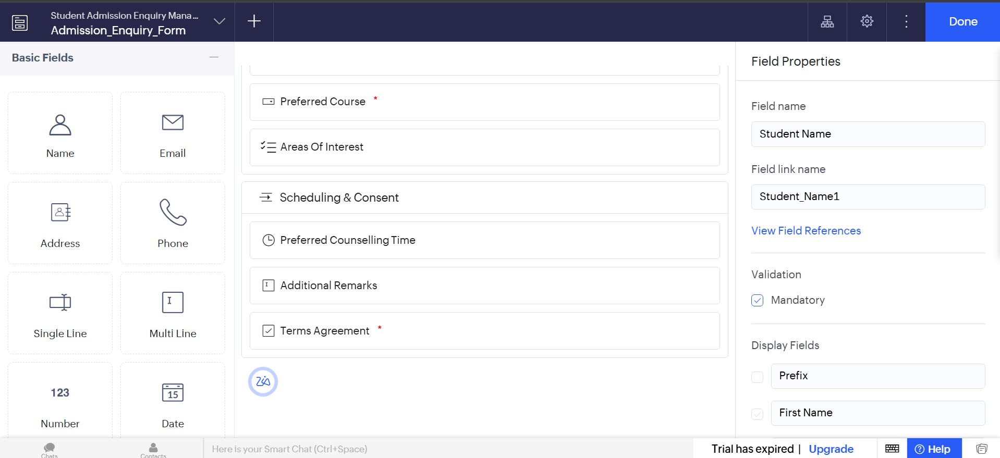 Student Admission Enquiry Mana...
Admission_Enquiry_Form
Done
Basic Fields
Name
Email
Address
Phone
Single Line
Multi Line
123
Number
15
Date
Preferred Course *
Areas Of Interest
Scheduling & Consent
Preferred Counselling Time
Additional Remarks
Terms Agreement *
Zia
Field Properties
Field name
Student Name
Field link name
Student_Name1
View Field References
Validation
Mandatory
Display Fields
Prefix
First Name
Chats
Contacts
Here is your Smart Chat (Ctrl+Space)
Trial has expired | Upgrade
Help